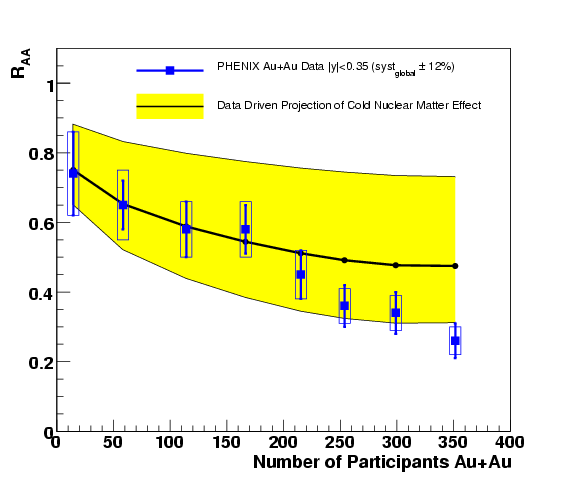 R_AA
PHENIX Au+Au Data |y|<0.35 (syst_global ± 12%)
Data Driven Projection of Cold Nuclear Matter Effect
1
0.8
0.6
0.4
0.2
0
0 50 100 150 200 250 300 350 400
Number of Participants Au+Au